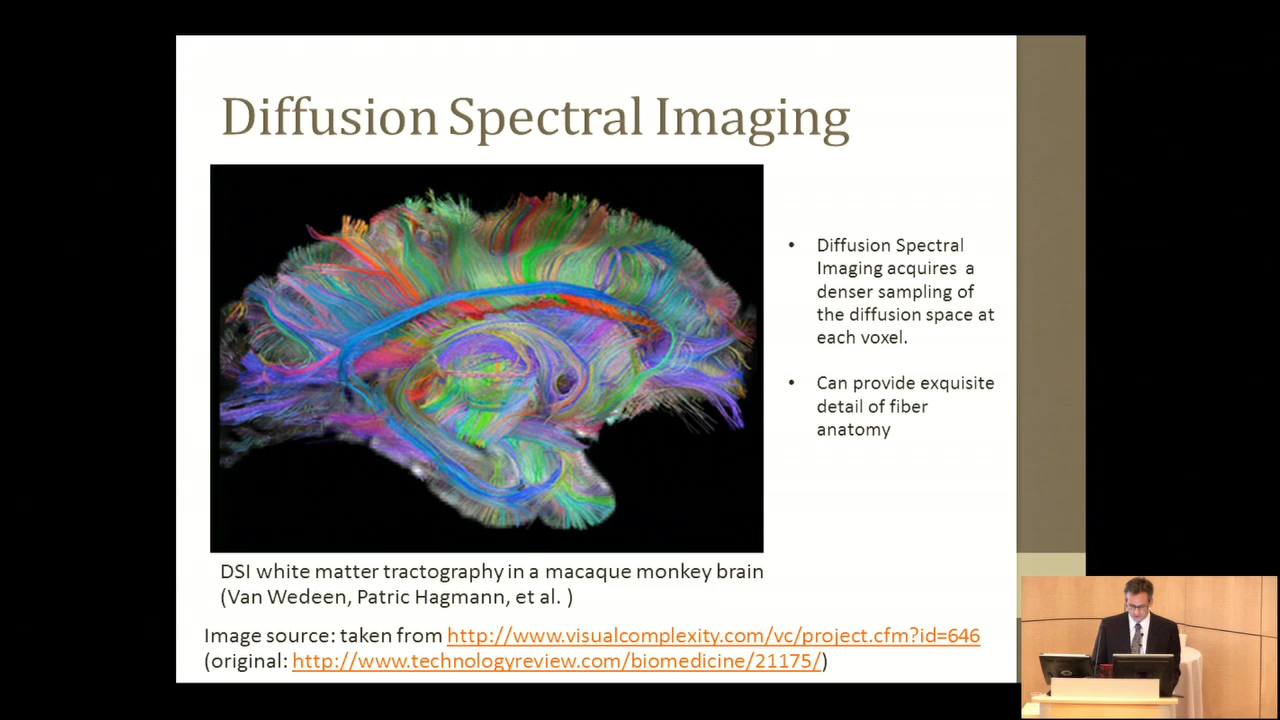 Diffusion Spectral Imaging
• Diffusion Spectral
Imaging acquires a
denser sampling of
the diffusion space at
each voxel.
• Can provide exquisite
detail of fiber
anatomy
DSI white matter tractography in a macaque monkey brain
(Van Wedeen, Patric Hagmann, et al. )
Image source: taken from http://www.visualcomplexity.com/vc/project.cfm?id=646
(original: http://www.technologyreview.com/biomedicine/21175/)